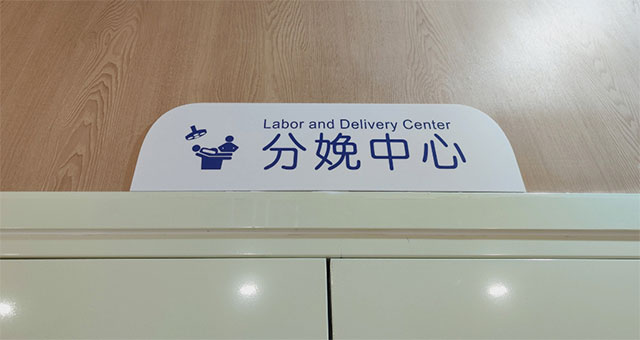 Labor and Delivery Center
分娩中心